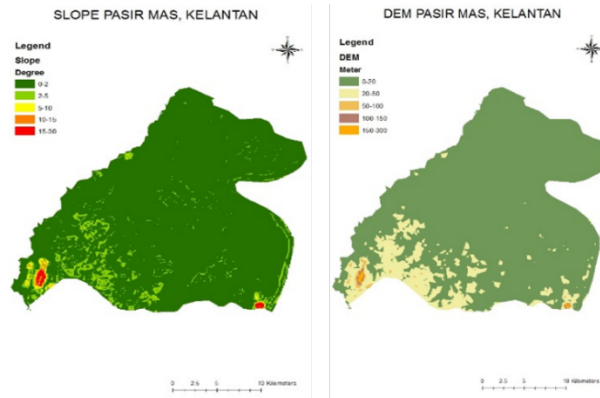 SLOPE PASIR MAS, KELANTAN
Legend
Slope
Degree
0-2
2-5
5-10
10-15
15-30
0 2.5 5 10 Kilometers
DEM PASIR MAS, KELANTAN
Legend
DEM
Meter
0-20
20-50
50-100
100-150
150-300
0 2.5 5 10 Kilometers